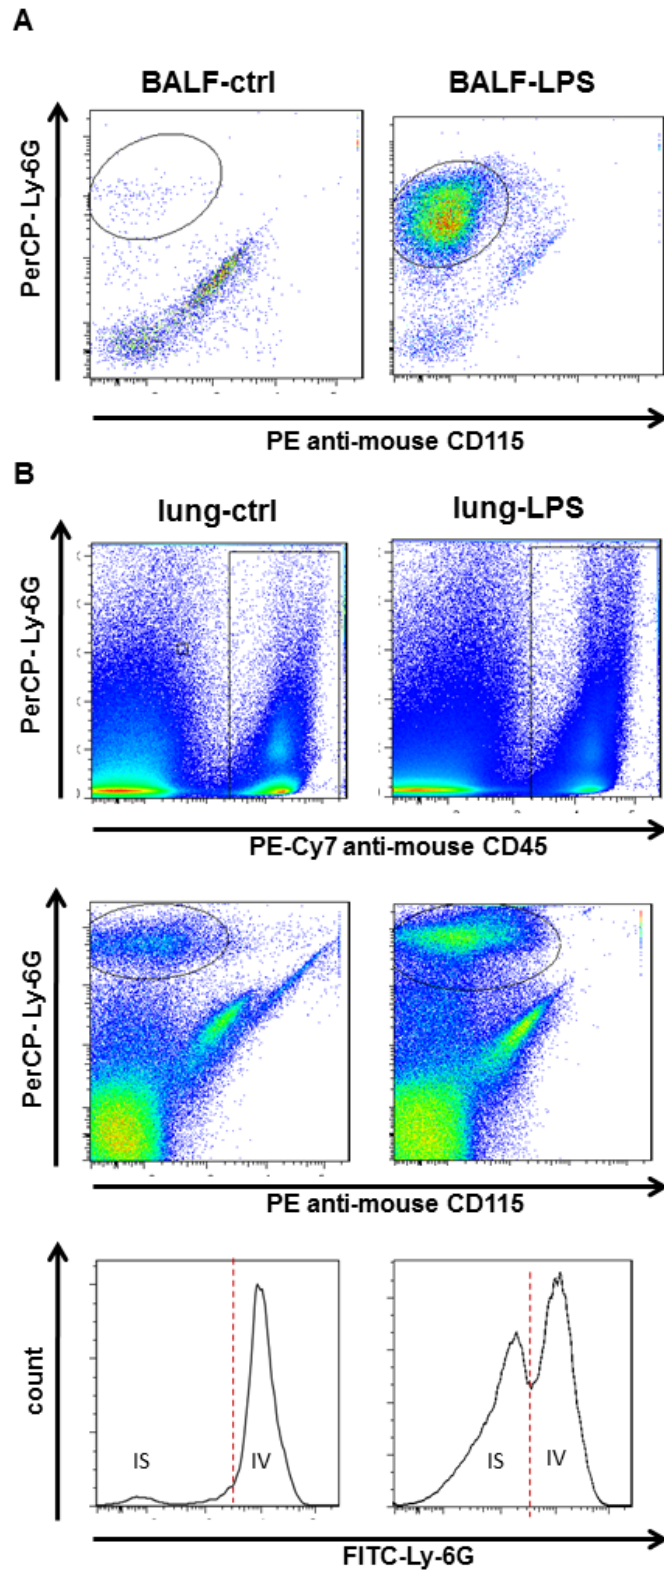 A
BALF-ctrl BALF-LPS
PerCP- Ly-6G
PE anti-mouse CD115
B
lung-ctrl lung-LPS
PerCP- Ly-6G
PE-Cy7 anti-mouse CD45
PerCP- Ly-6G
PE anti-mouse CD115
count
IS IV IS IV
FITC-Ly-6G